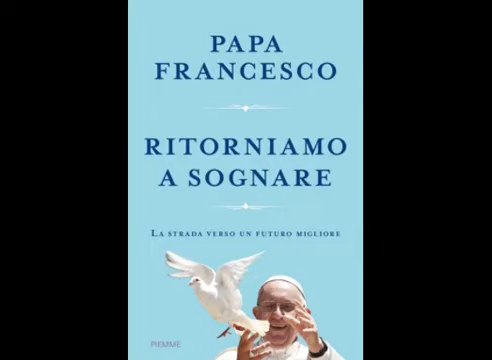 PAPA
FRANCESCO
RITORNIAMO
A SOGNARE
LA STRADA VERSO UN FUTURO MIGLIORE
PIEMME